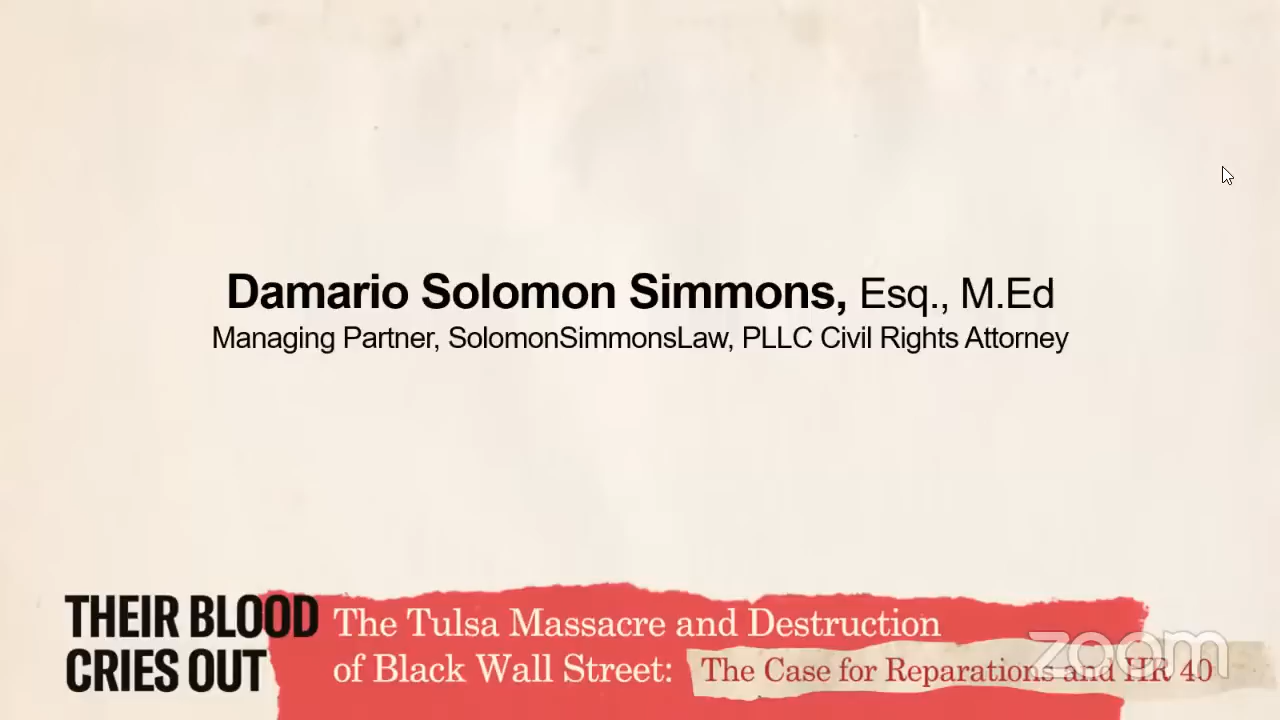 Damario Solomon Simmons, Esq., M.Ed
Managing Partner, SolomonSimmonsLaw, PLLC Civil Rights Attorney
THEIR BLOOD
CRIES OUT
The Tulsa Massacre and Destruction
of Black Wall Street: The Case for Reparations and HR 40
zoom